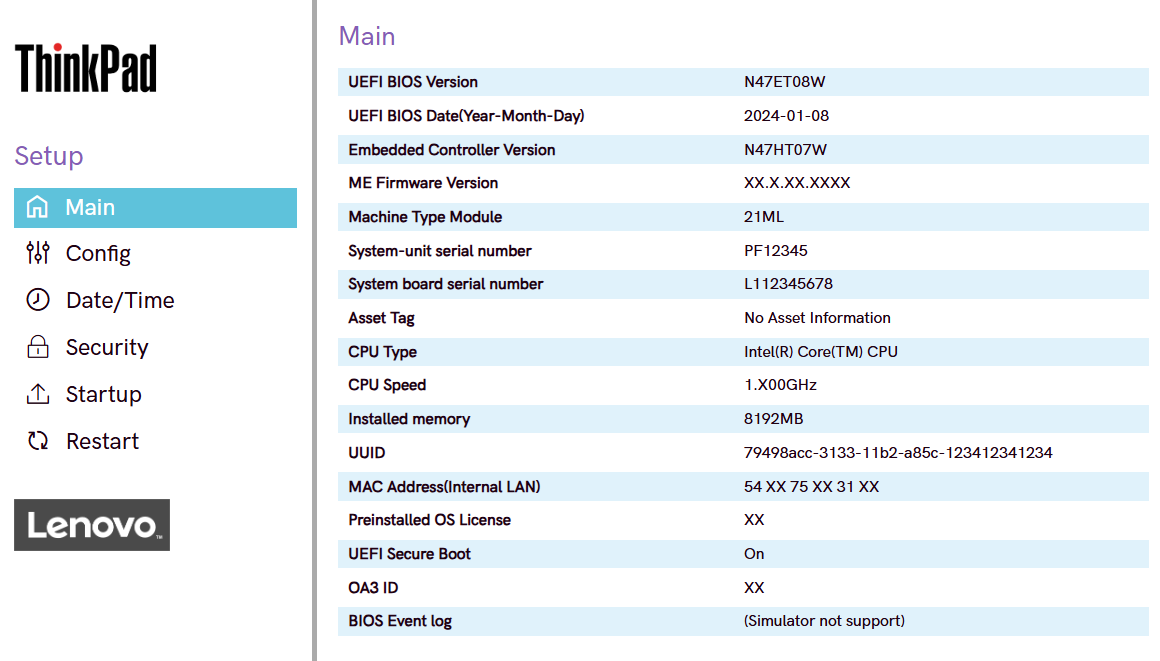 ThinkPad
Setup
Main
Config
Date/Time
Security
Startup
Restart
Lenovo™
Main
UEFI BIOS Version N47ET08W
UEFI BIOS Date(Year-Month-Day) 2024-01-08
Embedded Controller Version N47HT07W
ME Firmware Version XX.X.XX.XXXX
Machine Type Module 21ML
System-unit serial number PF12345
System board serial number L112345678
Asset Tag No Asset Information
CPU Type Intel(R) Core(TM) CPU
CPU Speed 1.X00GHz
Installed memory 8192MB
UUID 79498acc-3133-11b2-a85c-123412341234
MAC Address(Internal LAN) 54 XX 75 XX 31 XX
Preinstalled OS License XX
UEFI Secure Boot On
OA3 ID XX
BIOS Event log (Simulator not support)